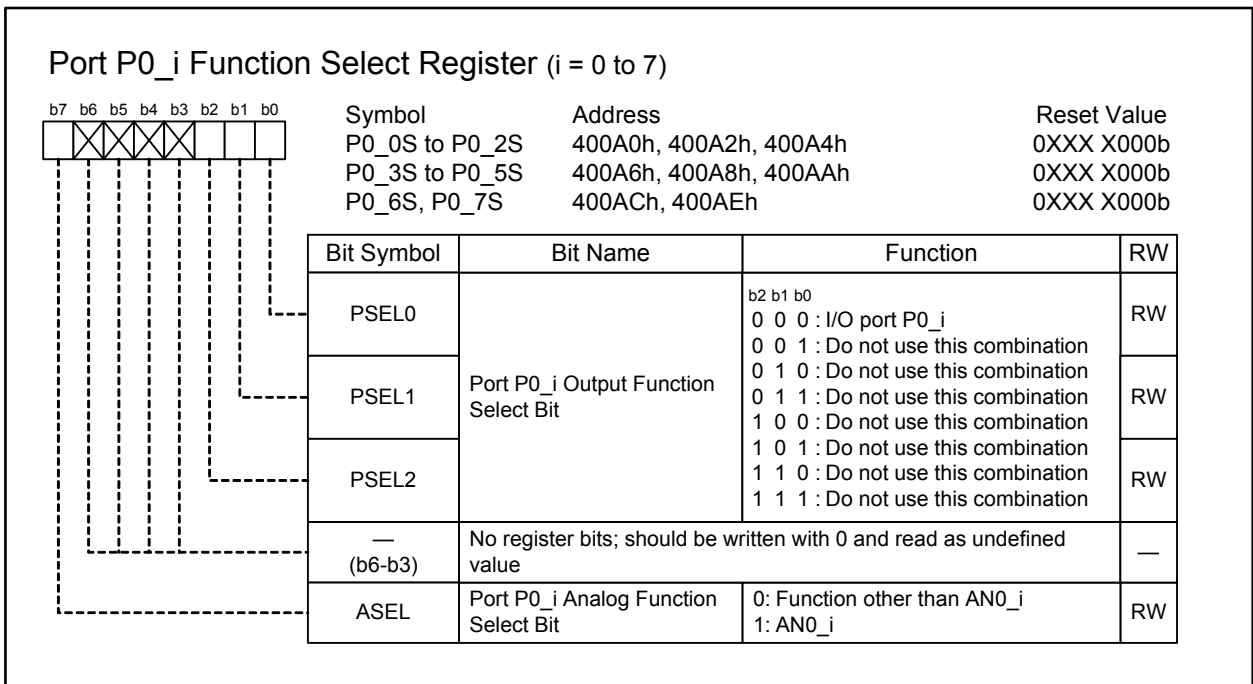 Port P0_i Function Select Register (i = 0 to 7)
b7 b6 b5 b4 b3 b2 b1 b0
Symbol Address Reset Value
P0_0S to P0_2S 400A0h, 400A2h, 400A4h 0XXX X000b
P0_3S to P0_5S 400A6h, 400A8h, 400AAh 0XXX X000b
P0_6S, P0_7S 400ACh, 400AEh 0XXX X000b
Bit Symbol Bit Name Function RW
PSEL0
PSEL1
PSEL2
Port P0_i Output Function
Select Bit
b2 b1 b0
0 0 0 : I/O port P0_i
0 0 1 : Do not use this combination
0 1 0 : Do not use this combination
0 1 1 : Do not use this combination
1 0 0 : Do not use this combination
1 0 1 : Do not use this combination
1 1 0 : Do not use this combination
1 1 1 : Do not use this combination
RW
RW
RW
—
(b6-b3)
No register bits; should be written with 0 and read as undefined
value
—
ASEL
Port P0_i Analog Function
Select Bit
0: Function other than AN0_i
1: AN0_i
RW